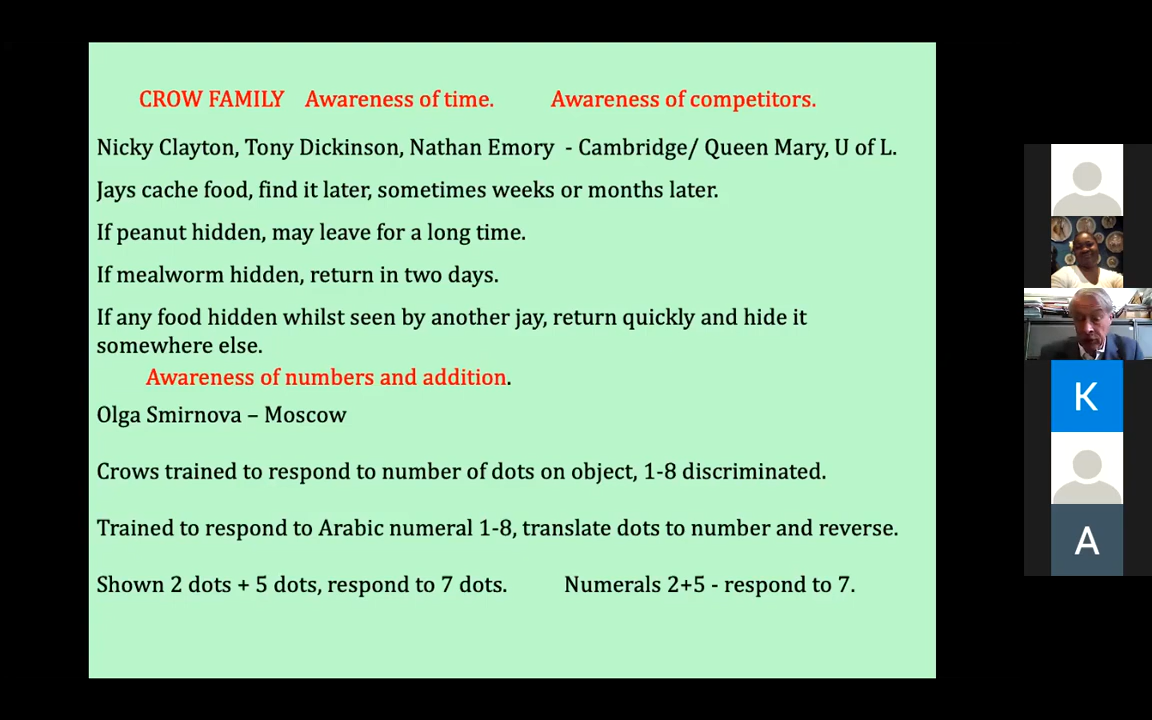 CROW FAMILY Awareness of time. Awareness of competitors.
Nicky Clayton, Tony Dickinson, Nathan Emory - Cambridge/ Queen Mary, U of L.
Jays cache food, find it later, sometimes weeks or months later.
If peanut hidden, may leave for a long time.
If mealworm hidden, return in two days.
If any food hidden whilst seen by another jay, return quickly and hide it
somewhere else.
Awareness of numbers and addition.
Olga Smirnova – Moscow
Crows trained to respond to number of dots on object, 1-8 discriminated.
Trained to respond to Arabic numeral 1-8, translate dots to number and reverse.
Shown 2 dots + 5 dots, respond to 7 dots. Numerals 2+5 - respond to 7.
K
A